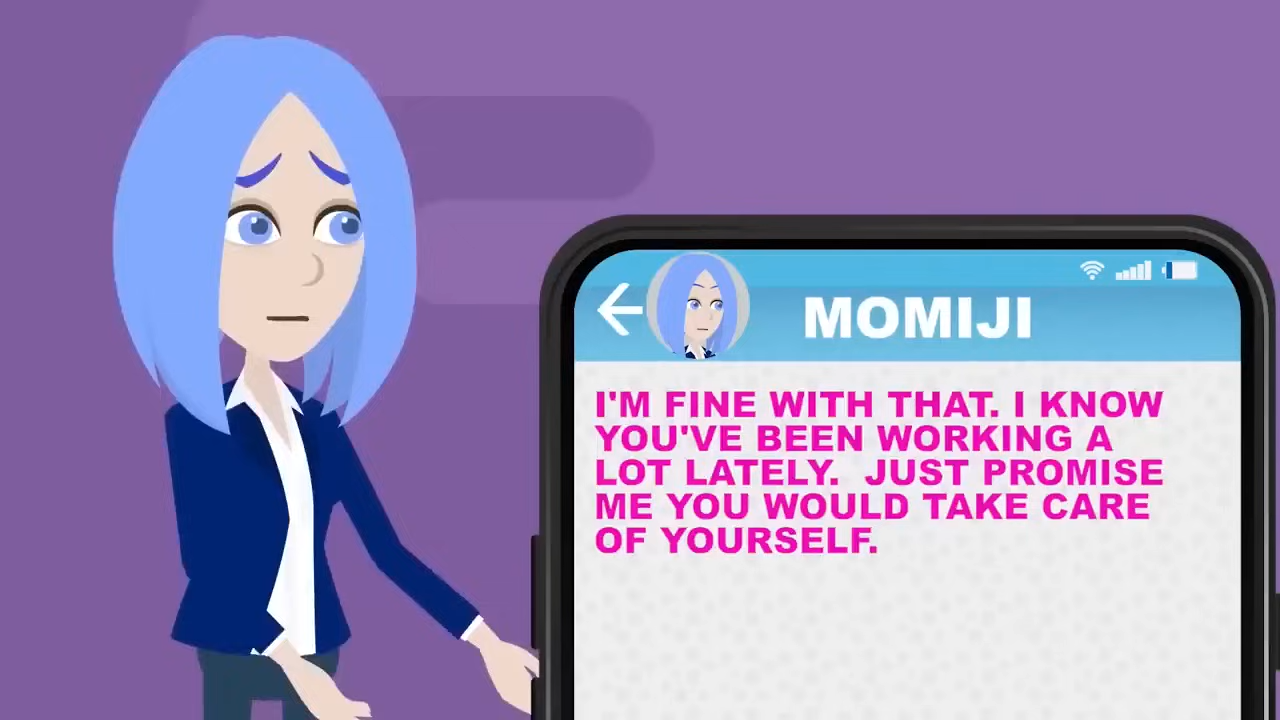 MOMIJI
I'M FINE WITH THAT. I KNOW
YOU'VE BEEN WORKING A
LOT LATELY.  JUST PROMISE
ME YOU WOULD TAKE CARE
OF YOURSELF.